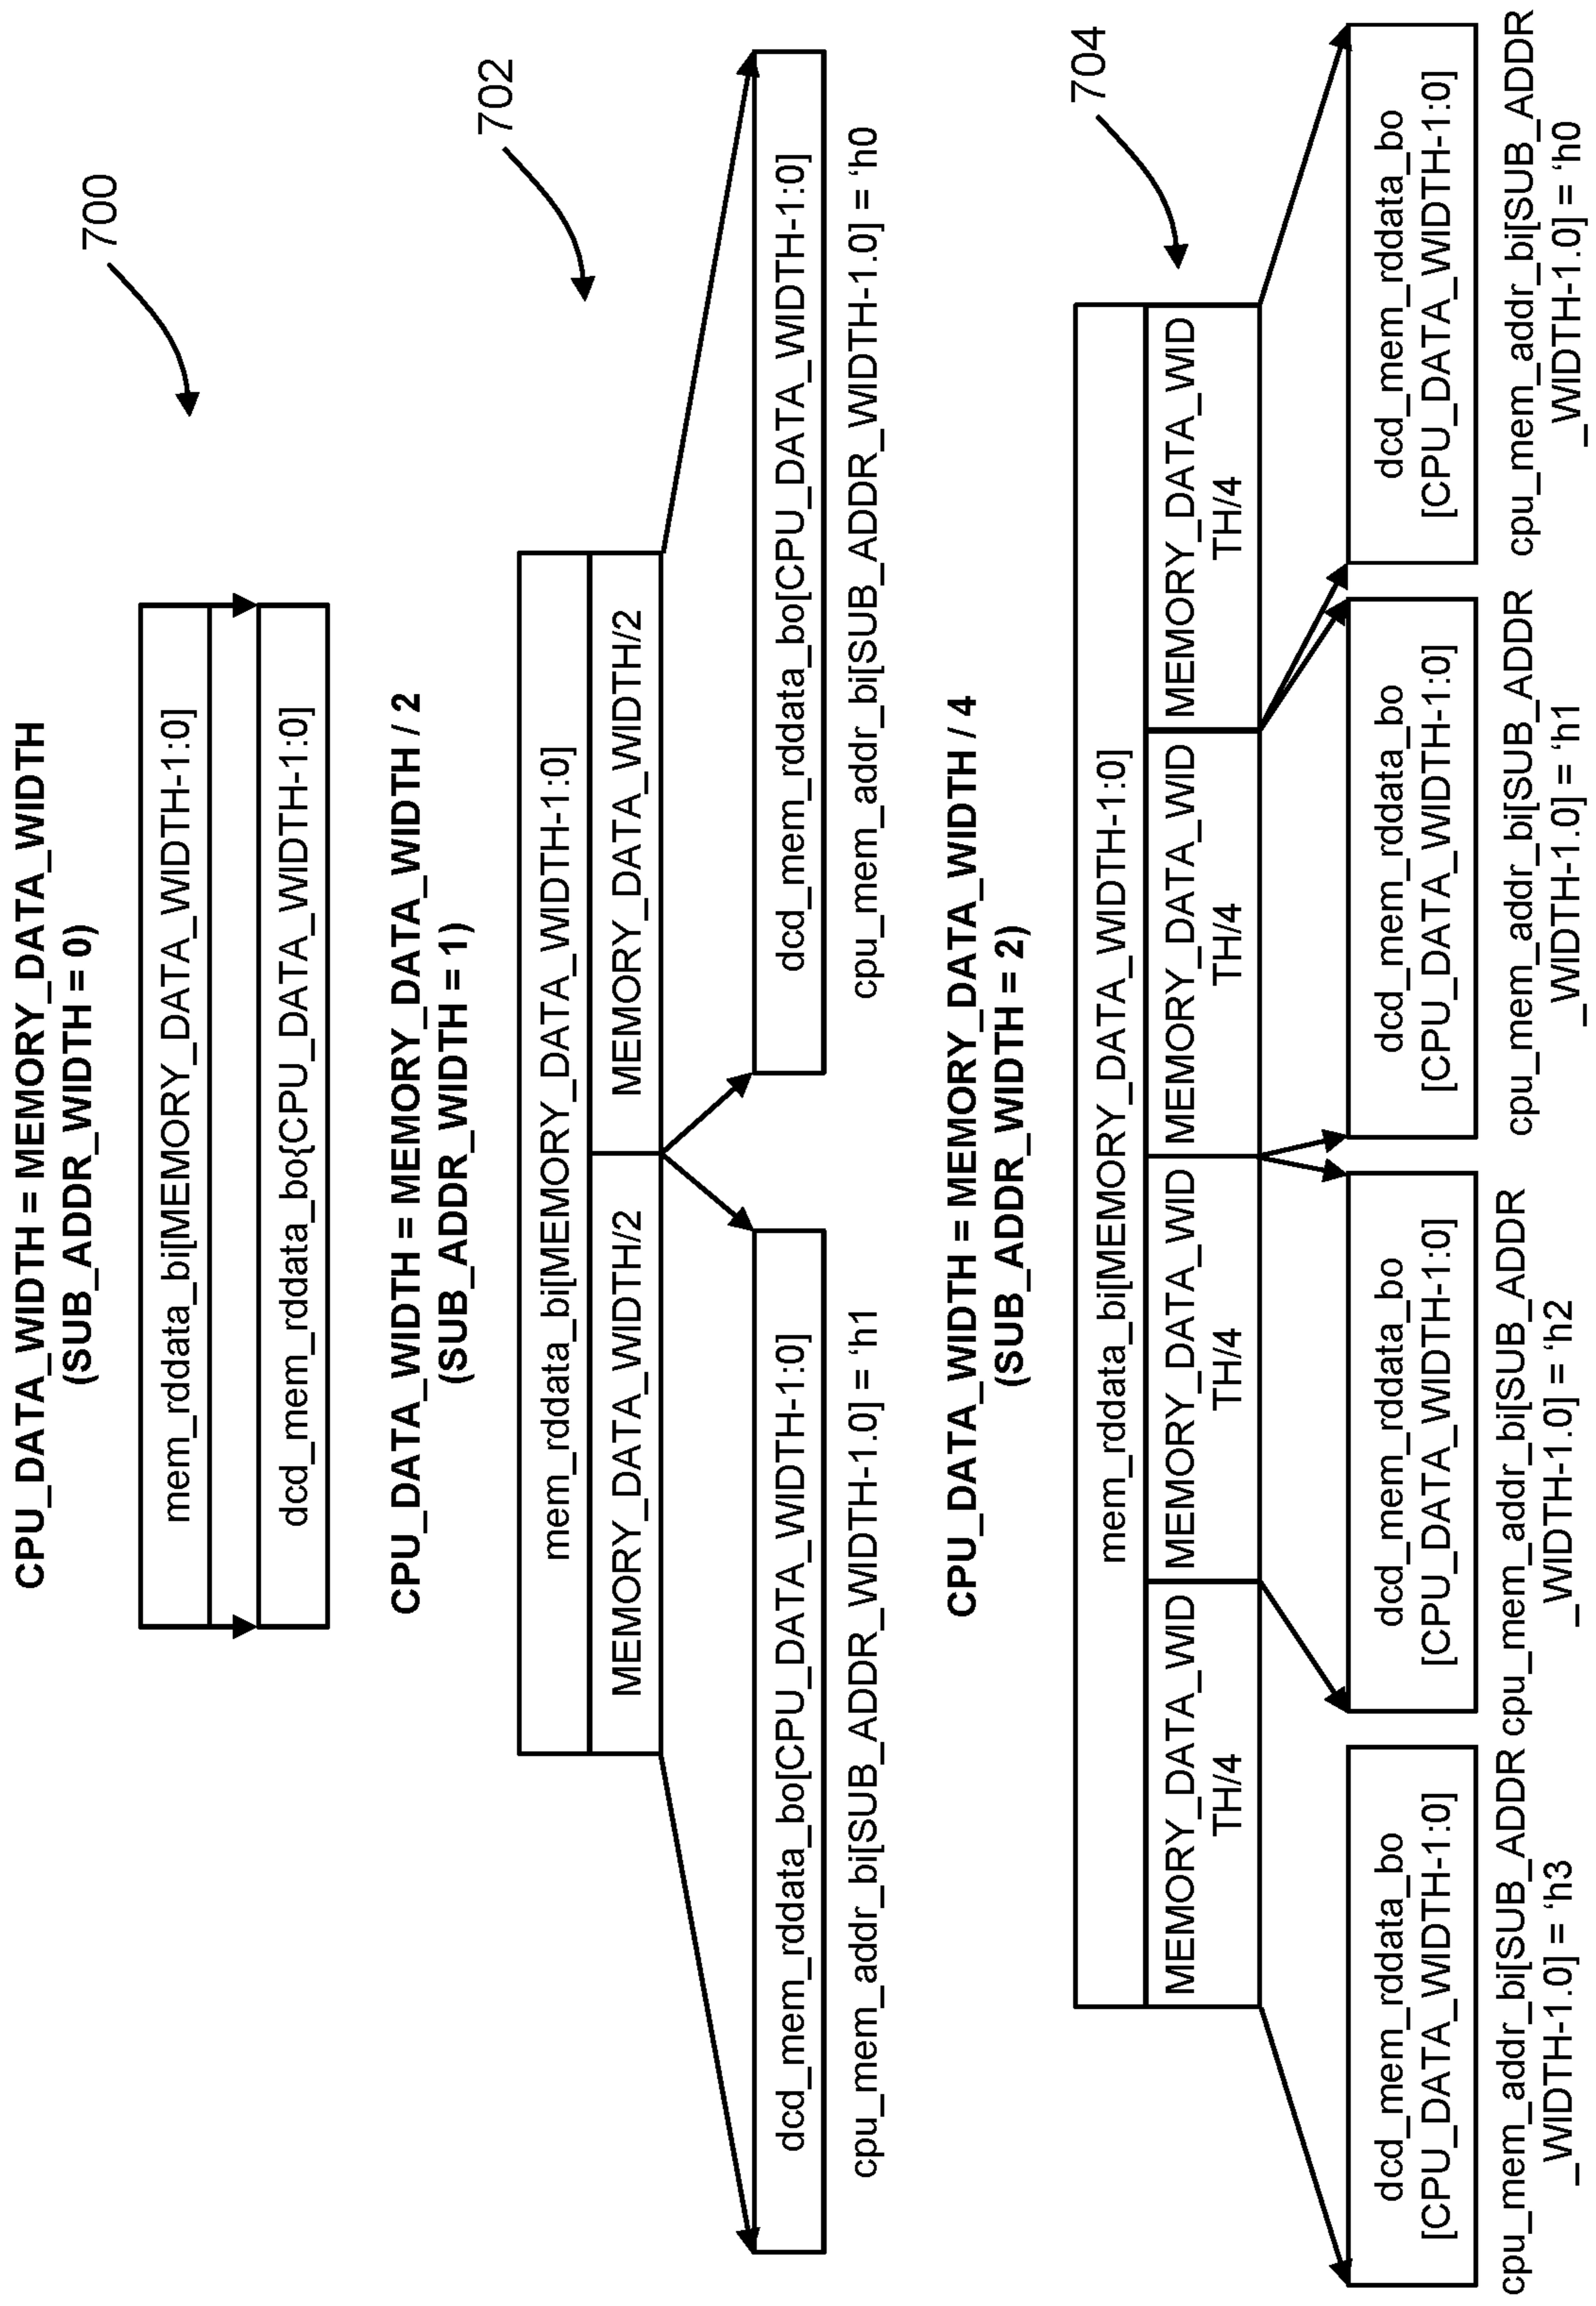 CPU_DATA_WIDTH = MEMORY_DATA_WIDTH
(SUB_ADDR_WIDTH = 0)
700
mem_rddata_bi[MEMORY_DATA_WIDTH-1:0]
dcd_mem_rddata_bo{CPU_DATA_WIDTH-1:0]
CPU_DATA_WIDTH = MEMORY_DATA_WIDTH / 2
(SUB_ADDR_WIDTH = 1)
702
mem_rddata_bi[MEMORY_DATA_WIDTH-1:0]
MEMORY_DATA_WIDTH/2
MEMORY_DATA_WIDTH/2
dcd_mem_rddata_bo[CPU_DATA_WIDTH-1:0]
dcd_mem_rddata_bo[CPU_DATA_WIDTH-1:0]
cpu_mem_addr_bi[SUB_ADDR_WIDTH-1.0] = ‘h1
cpu_mem_addr_bi[SUB_ADDR_WIDTH-1.0] = ‘h0
CPU_DATA_WIDTH = MEMORY_DATA_WIDTH / 4
(SUB_ADDR_WIDTH = 2)
704
mem_rddata_bi[MEMORY_DATA_WIDTH-1:0]
MEMORY_DATA_WID
TH/4
MEMORY_DATA_WID
TH/4
MEMORY_DATA_WID
TH/4
MEMORY_DATA_WID
TH/4
dcd_mem_rddata_bo
[CPU_DATA_WIDTH-1:0]
dcd_mem_rddata_bo
[CPU_DATA_WIDTH-1:0]
dcd_mem_rddata_bo
[CPU_DATA_WIDTH-1:0]
dcd_mem_rddata_bo
[CPU_DATA_WIDTH-1:0]
cpu_mem_addr_bi[SUB_ADDR
_WIDTH-1.0] = ‘h3
cpu_mem_addr_bi[SUB_ADDR
_WIDTH-1.0] = ‘h2
cpu_mem_addr_bi[SUB_ADDR
_WIDTH-1.0] = ‘h1
cpu_mem_addr_bi[SUB_ADDR
_WIDTH-1.0] = ‘h0